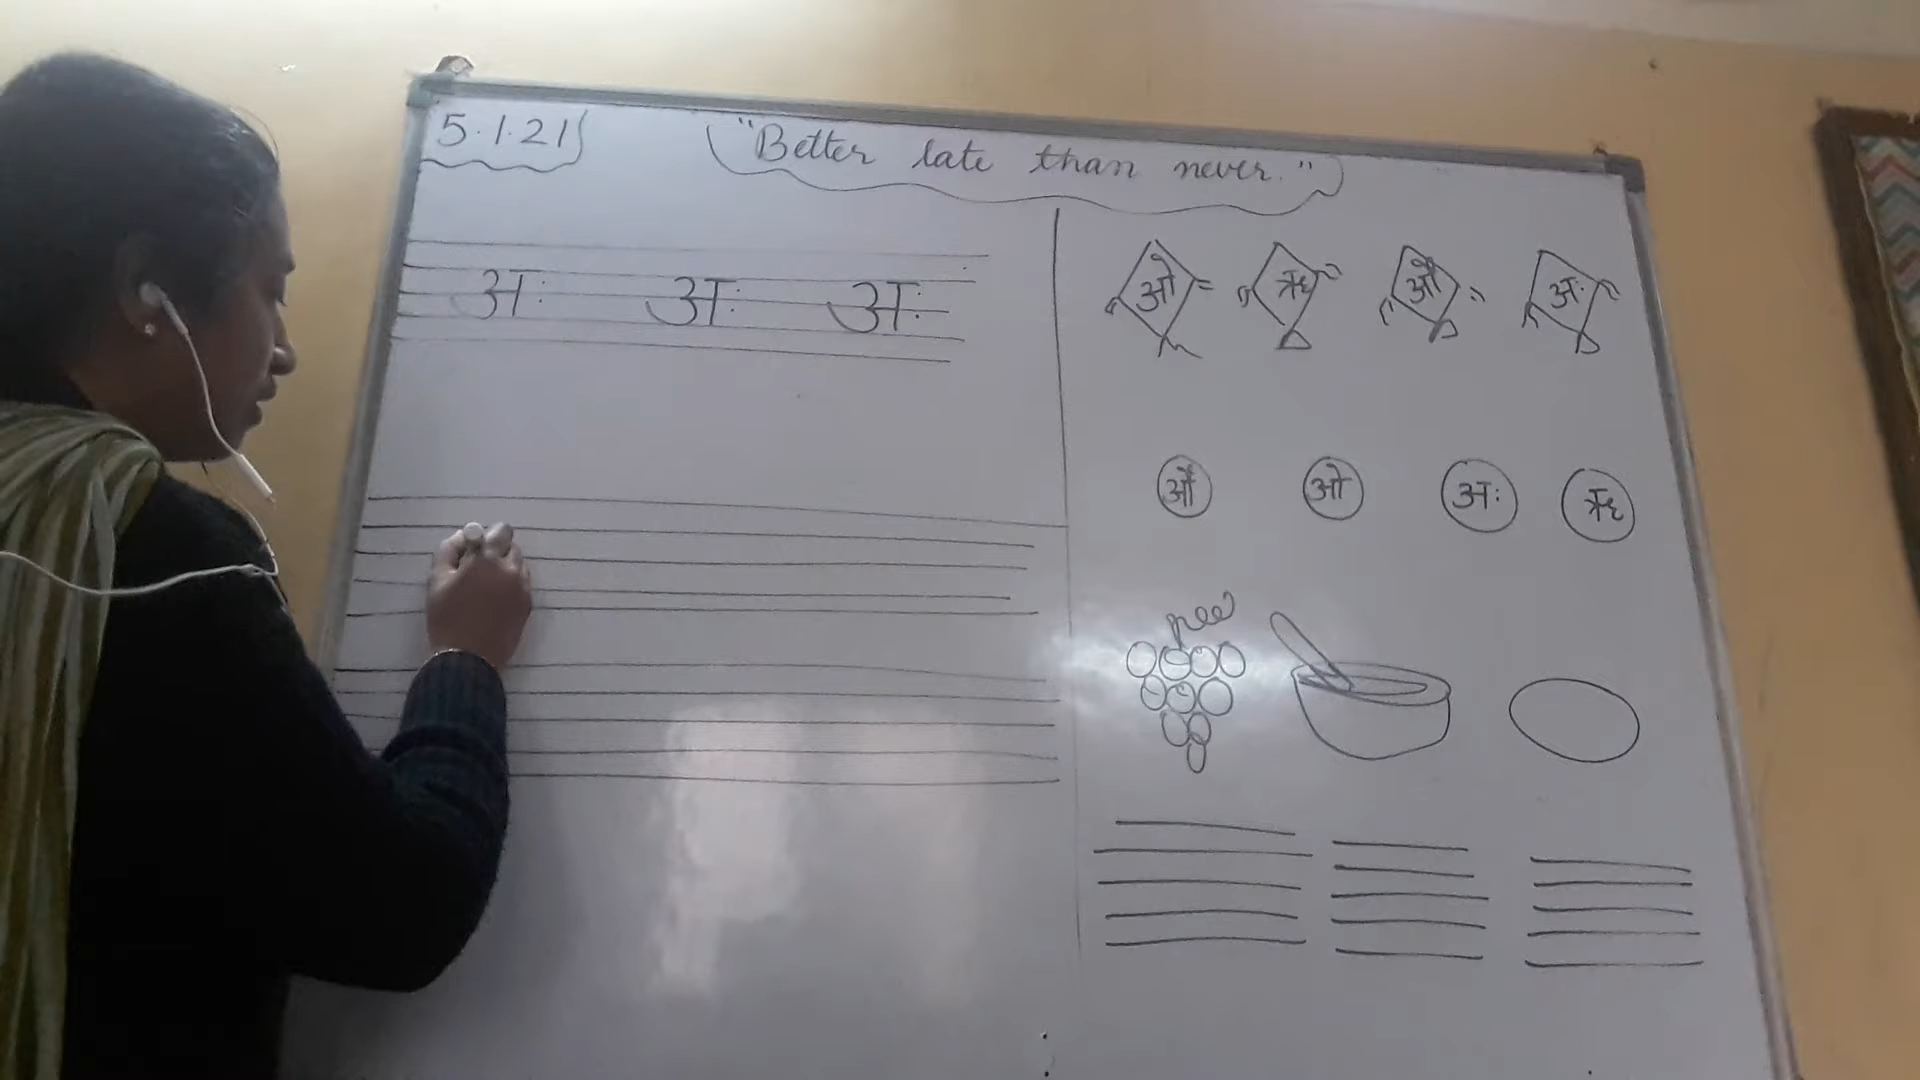 5.1.21
"Better late than never."
अः अः अः
ओ ऋ औ अः
औ ओ अः ऋ